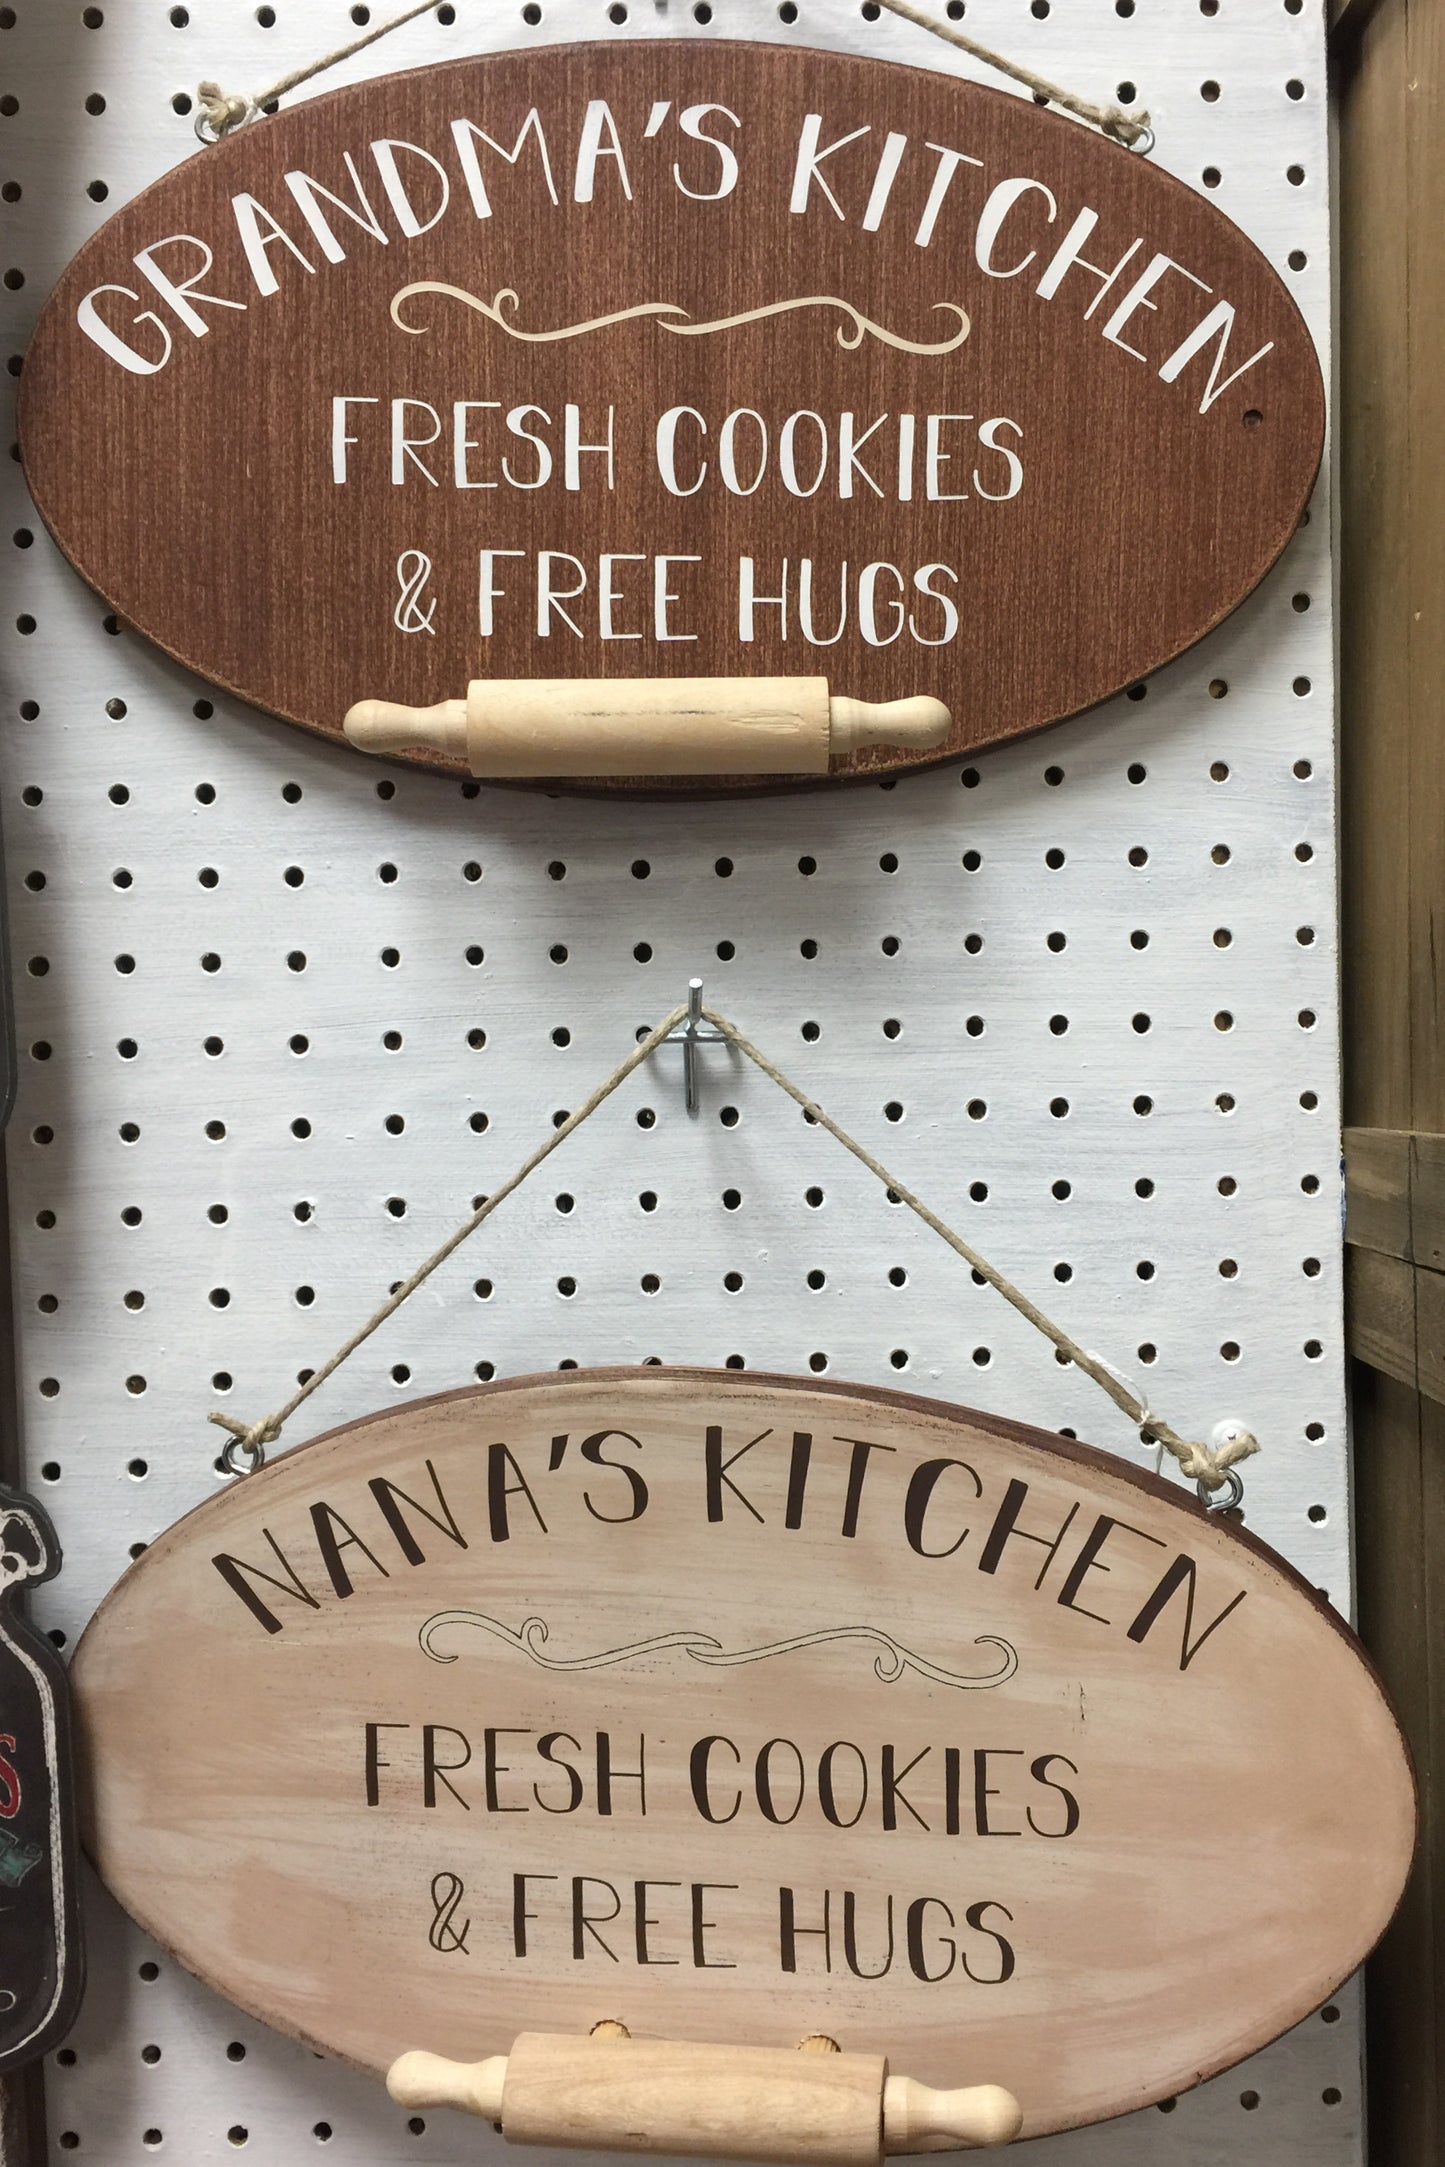 GRANDMA'S KITCHEN
FRESH COOKIES
& FREE HUGS
NANA'S KITCHEN
FRESH COOKIES
& FREE HUGS